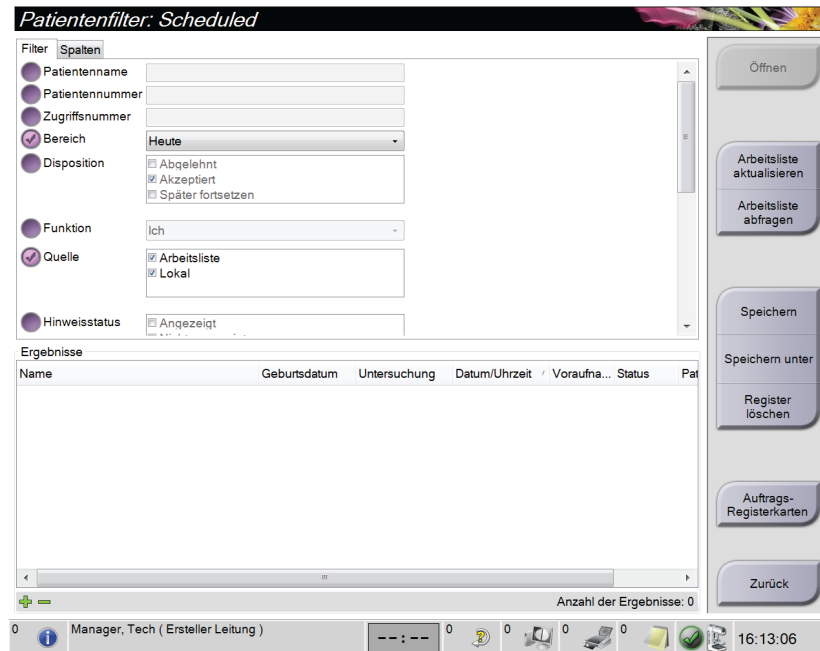 Patientenfilter: Scheduled
Filter Spalten
Patientenname
Patientennummer
Zugriffsnummer
Bereich Heute
Disposition Abgelehnt
Akzeptiert
Später fortsetzen
Funktion Ich
Quelle Arbeitsliste
Lokal
Hinweisstatus Angezeigt
Ergebnisse
Name Geburtsdatum Untersuchung Datum/Uhrzeit Voraufna... Status Pat
Anzahl der Ergebnisse: 0
Öffnen
Arbeitsliste
aktualisieren
Arbeitsliste
abfragen
Speichern
Speichern unter
Register
löschen
Auftrags-
Registerkarten
Zurück
0 Manager, Tech ( Ersteller Leitung ) --:-- 0 0 0 0 16:13:06